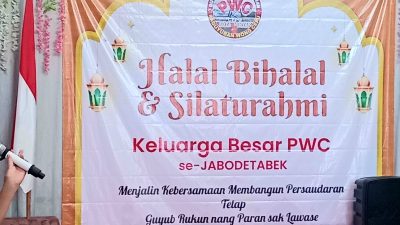 PWC
Halal Bihalal
& Silaturahmi
Keluarga Besar PWC
se-JABODETABEK
Menjalin Kebersamaan Membangun Persaudaran
Tetap
Guyub Rukun nang Paran sak Lawase